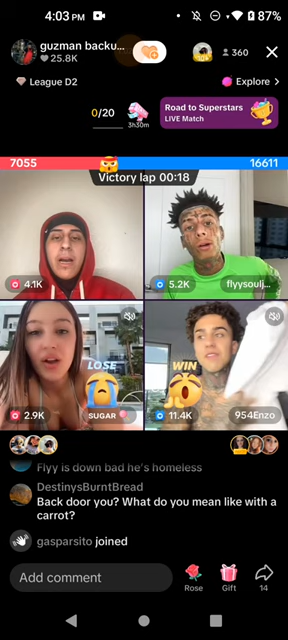 4:03 PM
87%
guzman backu...
25.8K
360
League D2
Explore >
0/20
3h30m
Road to Superstars
LIVE Match
7055
16611
Victory lap 00:18
4.1K
5.2K
flyysoulj...
LOSE
WIN
2.9K
SUGAR
11.4K
954Enzo
Flyy is down bad he's homeless
DestinysBurntBread
Back door you? What do you mean like with a
carrot?
gasparsito joined
Add comment
Rose
Gift
14